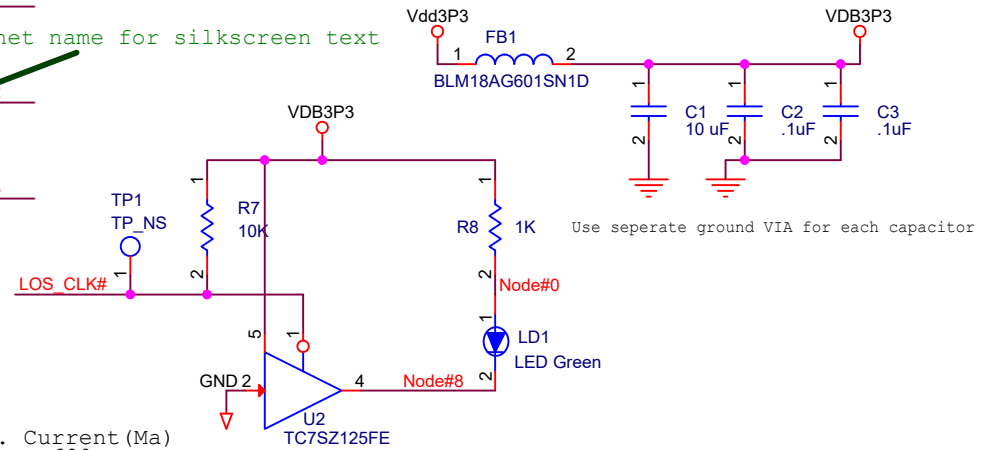 net name for silkscreen text
Vdd3P3
FB1
1
2
BLM18AG601SN1D
VDB3P3
1
C1
10 uF
2
1
C2
.1uF
2
1
C3
.1uF
2
Use seperate ground VIA for each capacitor
VDB3P3
TP1
TP_NS
1
LOS_CLK#
1
R7
10K
2
1
R8
1K
2
Node#0
1
LD1
LED Green
2
5
1
GND 2
4
Node#8
U2
TC7SZ125FE
. Current(Ma)